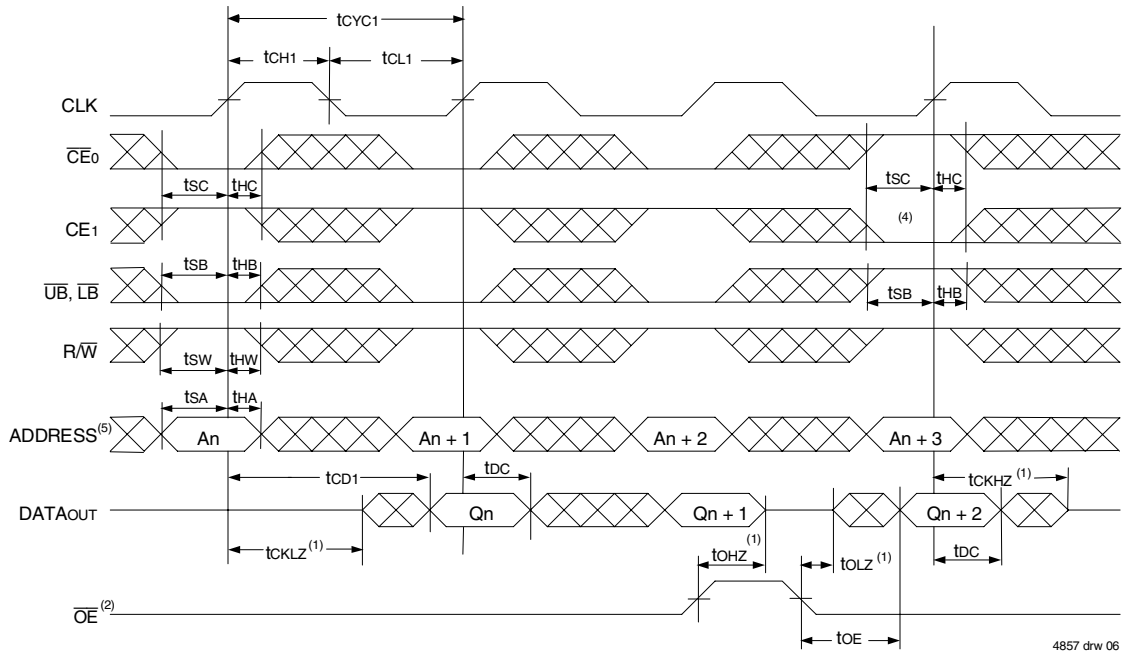 tCYC1
tCH1 tCL1
CLK
CE0
tSC tHC tSC tHC
(4)
CE1
tSB tHB
UB, LB
tSB tHB
R/W
tSW tHW
tSA tHA
ADDRESS(5) An An + 1 An + 2 An + 3
tCD1 tDC tCKHZ(1)
DATAOUT Qn Qn + 1 Qn + 2
tCKLZ(1) tOHZ(1) tOLZ(1) tDC
OE(2)
tOE
4857 drw 06